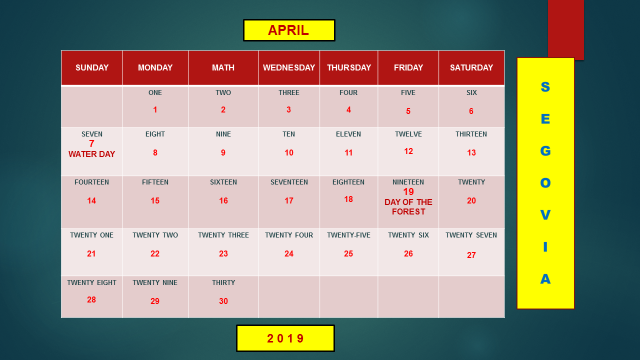 APRIL
SUNDAY MONDAY MATH WEDNESDAY THURSDAY FRIDAY SATURDAY
ONE TWO THREE FOUR FIVE SIX
1 2 3 4 5 6
SEVEN EIGHT NINE TEN ELEVEN TWELVE THIRTEEN
7 8 9 10 11 12 13
WATER DAY
FOURTEEN FIFTEEN SIXTEEN SEVENTEEN EIGHTEEN NINETEEN TWENTY
14 15 16 17 18 19 20
DAY OF THE
FOREST
TWENTY ONE TWENTY TWO TWENTY THREE TWENTY FOUR TWENTY-FIVE TWENTY SIX TWENTY SEVEN
21 22 23 24 25 26 27
TWENTY EIGHT TWENTY NINE THIRTY
28 29 30
2 0 1 9
S
E
G
O
V
I
A